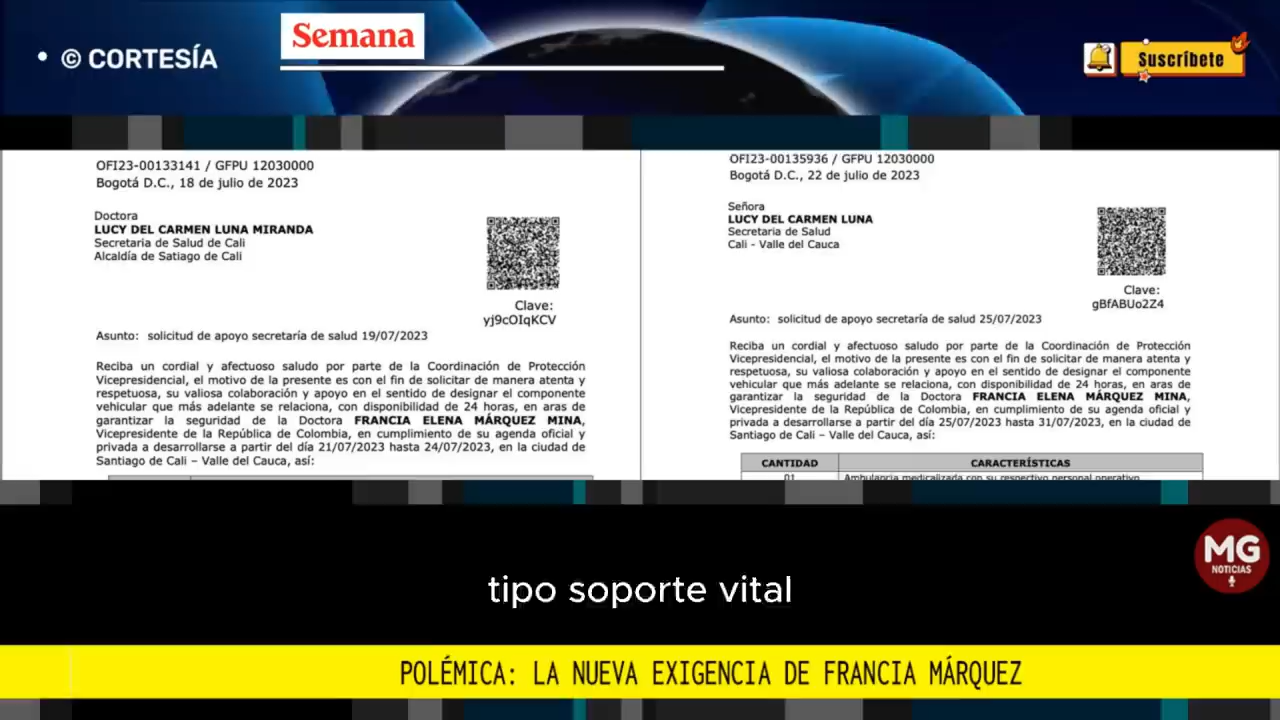 • © CORTESÍA
Semana
Suscríbete
OFI23-00133141 / GFPU 12030000
Bogotá D.C., 18 de julio de 2023
Doctora
LUCY DEL CARMEN LUNA MIRANDA
Secretaria de Salud de Cali
Alcaldía de Satiago de Cali
Clave:
yj9cOIqKCV
Asunto: solicitud de apoyo secretaría de salud 19/07/2023
Reciba un cordial y afectuoso saludo por parte de la Coordinación de Protección
Vicepresidencial, el motivo de la presente es con el fin de solicitar de manera atenta y
respetuosa, su valiosa colaboración y apoyo en el sentido de designar el componente
vehicular que más adelante se relaciona, con disponibilidad de 24 horas, en aras de
garantizar la seguridad de la Doctora FRANCIA ELENA MÁRQUEZ MINA,
Vicepresidente de la República de Colombia, en cumplimiento de su agenda oficial y
privada a desarrollarse a partir del día 21/07/2023 hasta 24/07/2023, en la ciudad de
Santiago de Cali – Valle del Cauca, así:
OFI23-00135936 / GFPU 12030000
Bogotá D.C., 22 de julio de 2023
Señora
LUCY DEL CARMEN LUNA
Secretaria de Salud
Cali - Valle del Cauca
Clave:
gBfABUo2Z4
Asunto: solicitud de apoyo secretaría de salud 25/07/2023
Reciba un cordial y afectuoso saludo por parte de la Coordinación de Protección
Vicepresidencial, el motivo de la presente es con el fin de solicitar de manera atenta y
respetuosa, su valiosa colaboración y apoyo en el sentido de designar el componente
vehicular que más adelante se relaciona, con disponibilidad de 24 horas, en aras de
garantizar la seguridad de la Doctora FRANCIA ELENA MÁRQUEZ MINA,
Vicepresidente de la República de Colombia, en cumplimiento de su agenda oficial y
privada a desarrollarse a partir del día 25/07/2023 hasta 31/07/2023, en la ciudad de
Santiago de Cali – Valle del Cauca, así:
CANTIDAD CARACTERÍSTICAS
01 Ambulancia medicalizada con su respectivo personal operativo
MG
NOTICIAS
tipo soporte vital
POLÉMICA: LA NUEVA EXIGENCIA DE FRANCIA MÁRQUEZ